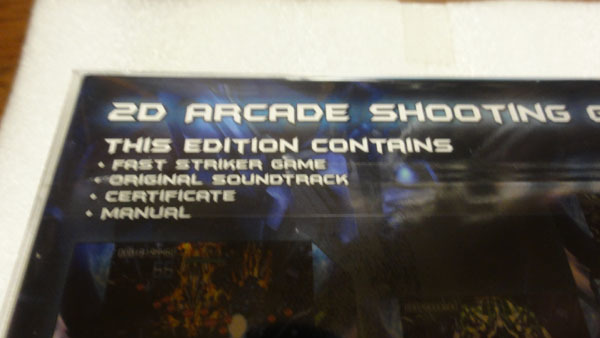 2D ARCADE SHOOTING G
THIS EDITION CONTAINS
• FAST STRIKER GAME
• ORIGINAL SOUNDTRACK
• CERTIFICATE
• MANUAL